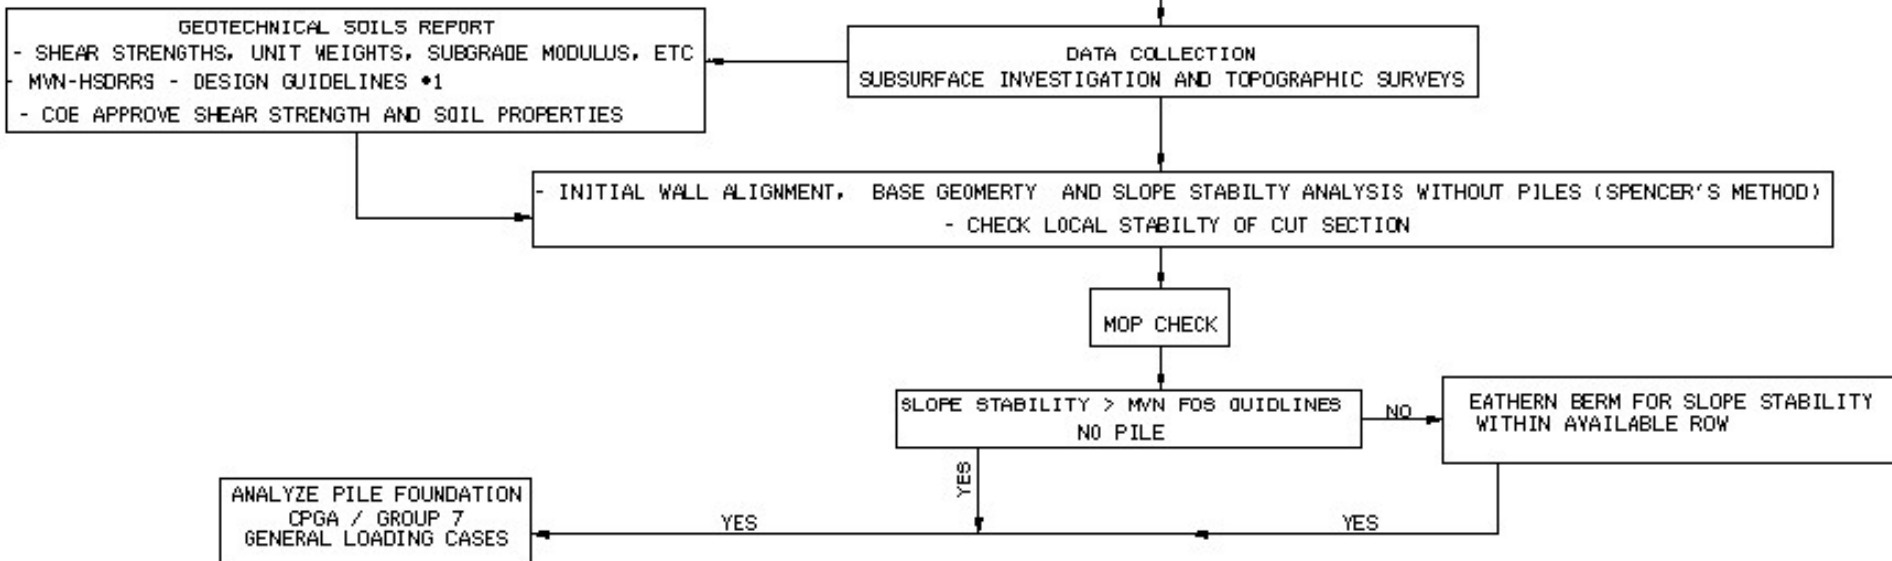 GEOTECHNICAL SOILS REPORT
- SHEAR STRENGTHS, UNIT WEIGHTS, SUBGRADE MODULUS, ETC
- MVN-HSDRRS - DESIGN GUIDELINES *1
- COE APPROVE SHEAR STRENGTH AND SOIL PROPERTIES
DATA COLLECTION
SUBSURFACE INVESTIGATION AND TOPOGRAPHIC SURVEYS
- INITIAL WALL ALIGNMENT, BASE GEOMERTY AND SLOPE STABILTY ANALYSIS WITHOUT PILES (SPENCER'S METHOD)
- CHECK LOCAL STABILTY OF CUT SECTION
MOP CHECK
SLOPE STABILITY > MVN FOS GUIDLINES
NO PILE
NO
EATHERN BERM FOR SLOPE STABILITY
WITHIN AVAILABLE ROW
YES
YES
YES
ANALYZE PILE FOUNDATION
CPGA / GROUP 7
GENERAL LOADING CASES